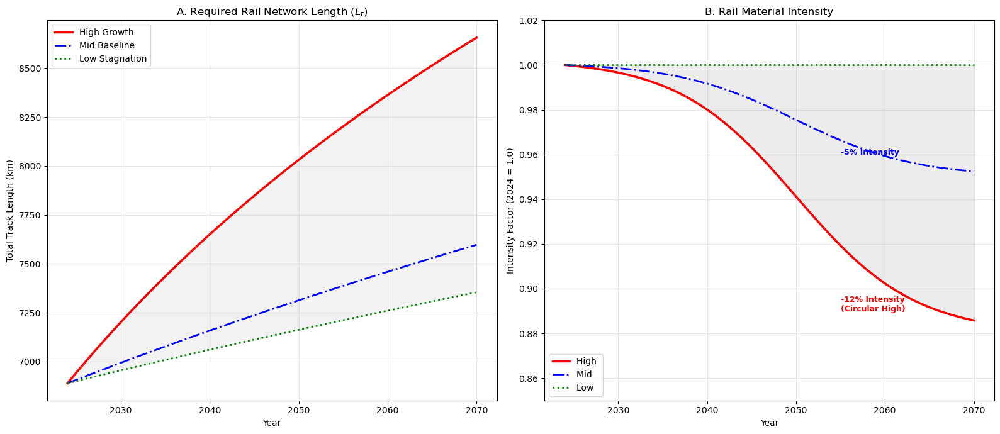 A. Required Rail Network Length (Lₜ)
High Growth
Mid Baseline
Low Stagnation
Total Track Length (km)
8500
8250
8000
7750
7500
7250
7000
2030
2040
2050
2060
2070
Year
B. Rail Material Intensity
Intensity Factor (2024 = 1.0)
1.02
1.00
0.98
0.96
0.94
0.92
0.90
0.88
0.86
-5% Intensity
-12% Intensity
(Circular High)
High
Mid
Low
2030
2040
2050
2060
2070
Year